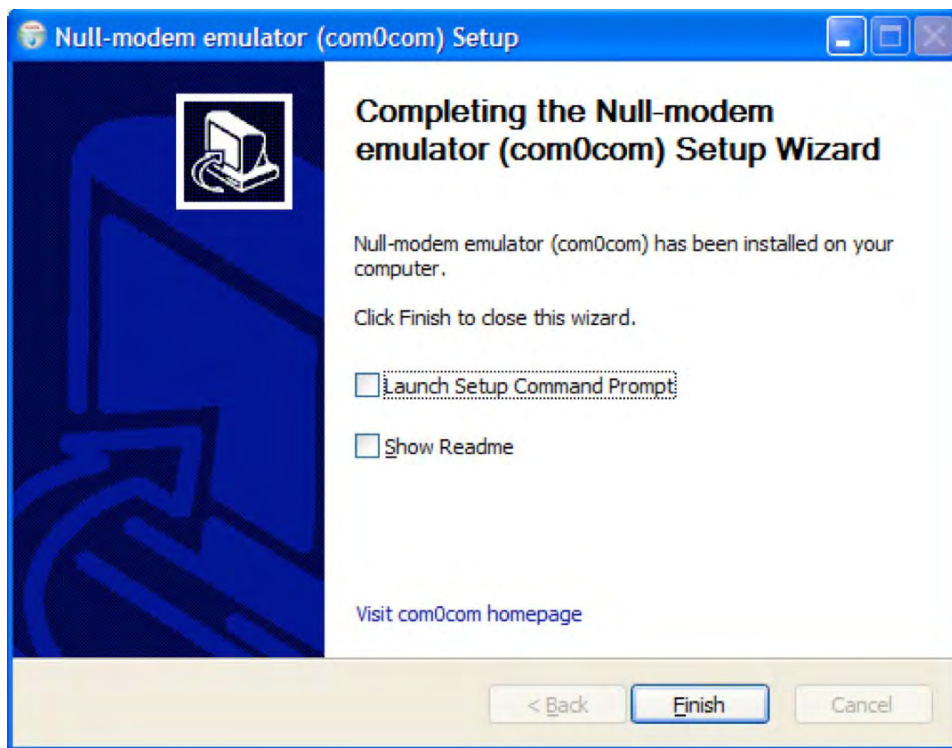 Null-modem emulator (com0com) Setup
Completing the Null-modem
emulator (com0com) Setup Wizard
Null-modem emulator (com0com) has been installed on your
computer.
Click Finish to close this wizard.
Launch Setup Command Prompt
Show Readme
Visit com0com homepage
< Back
Finish
Cancel